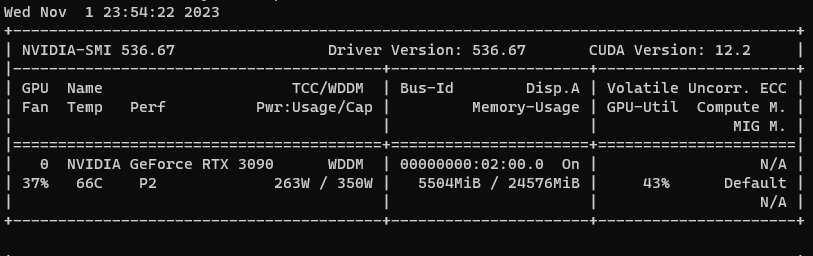 Wed Nov  1 23:54:22 2023
+-----------------------------------------------------------------------------------------+
| NVIDIA-SMI 536.67                 Driver Version: 536.67       CUDA Version: 12.2     |
|-----------------------------------------+----------------------+----------------------+
| GPU  Name                     TCC/WDDM  | Bus-Id        Disp.A | Volatile Uncorr. ECC |
| Fan  Temp   Perf          Pwr:Usage/Cap |         Memory-Usage | GPU-Util  Compute M. |
|                                         |                      |               MIG M. |
|=========================================+======================+======================|
|   0  NVIDIA GeForce RTX 3090      WDDM  | 00000000:02:00.0  On |                  N/A |
| 37%   66C    P2             263W / 350W |   5504MiB / 24576MiB |     43%      Default |
|                                         |                      |                  N/A |
+-----------------------------------------+----------------------+----------------------+